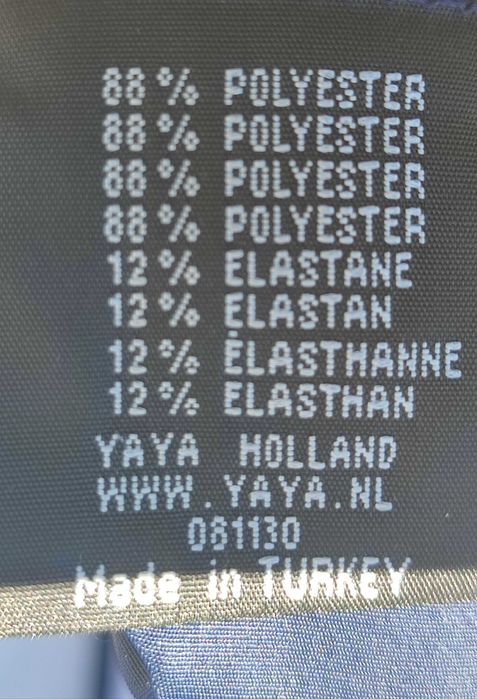 88% POLYESTER
88% POLYESTER
88% POLYESTER
88% POLYESTER
12% ELASTANE
12% ELASTAN
12% ÉLASTHANNE
12% ELASTHAN
YAYA HOLLAND
WWW.YAYA.NL
081130
Made in TURKEY